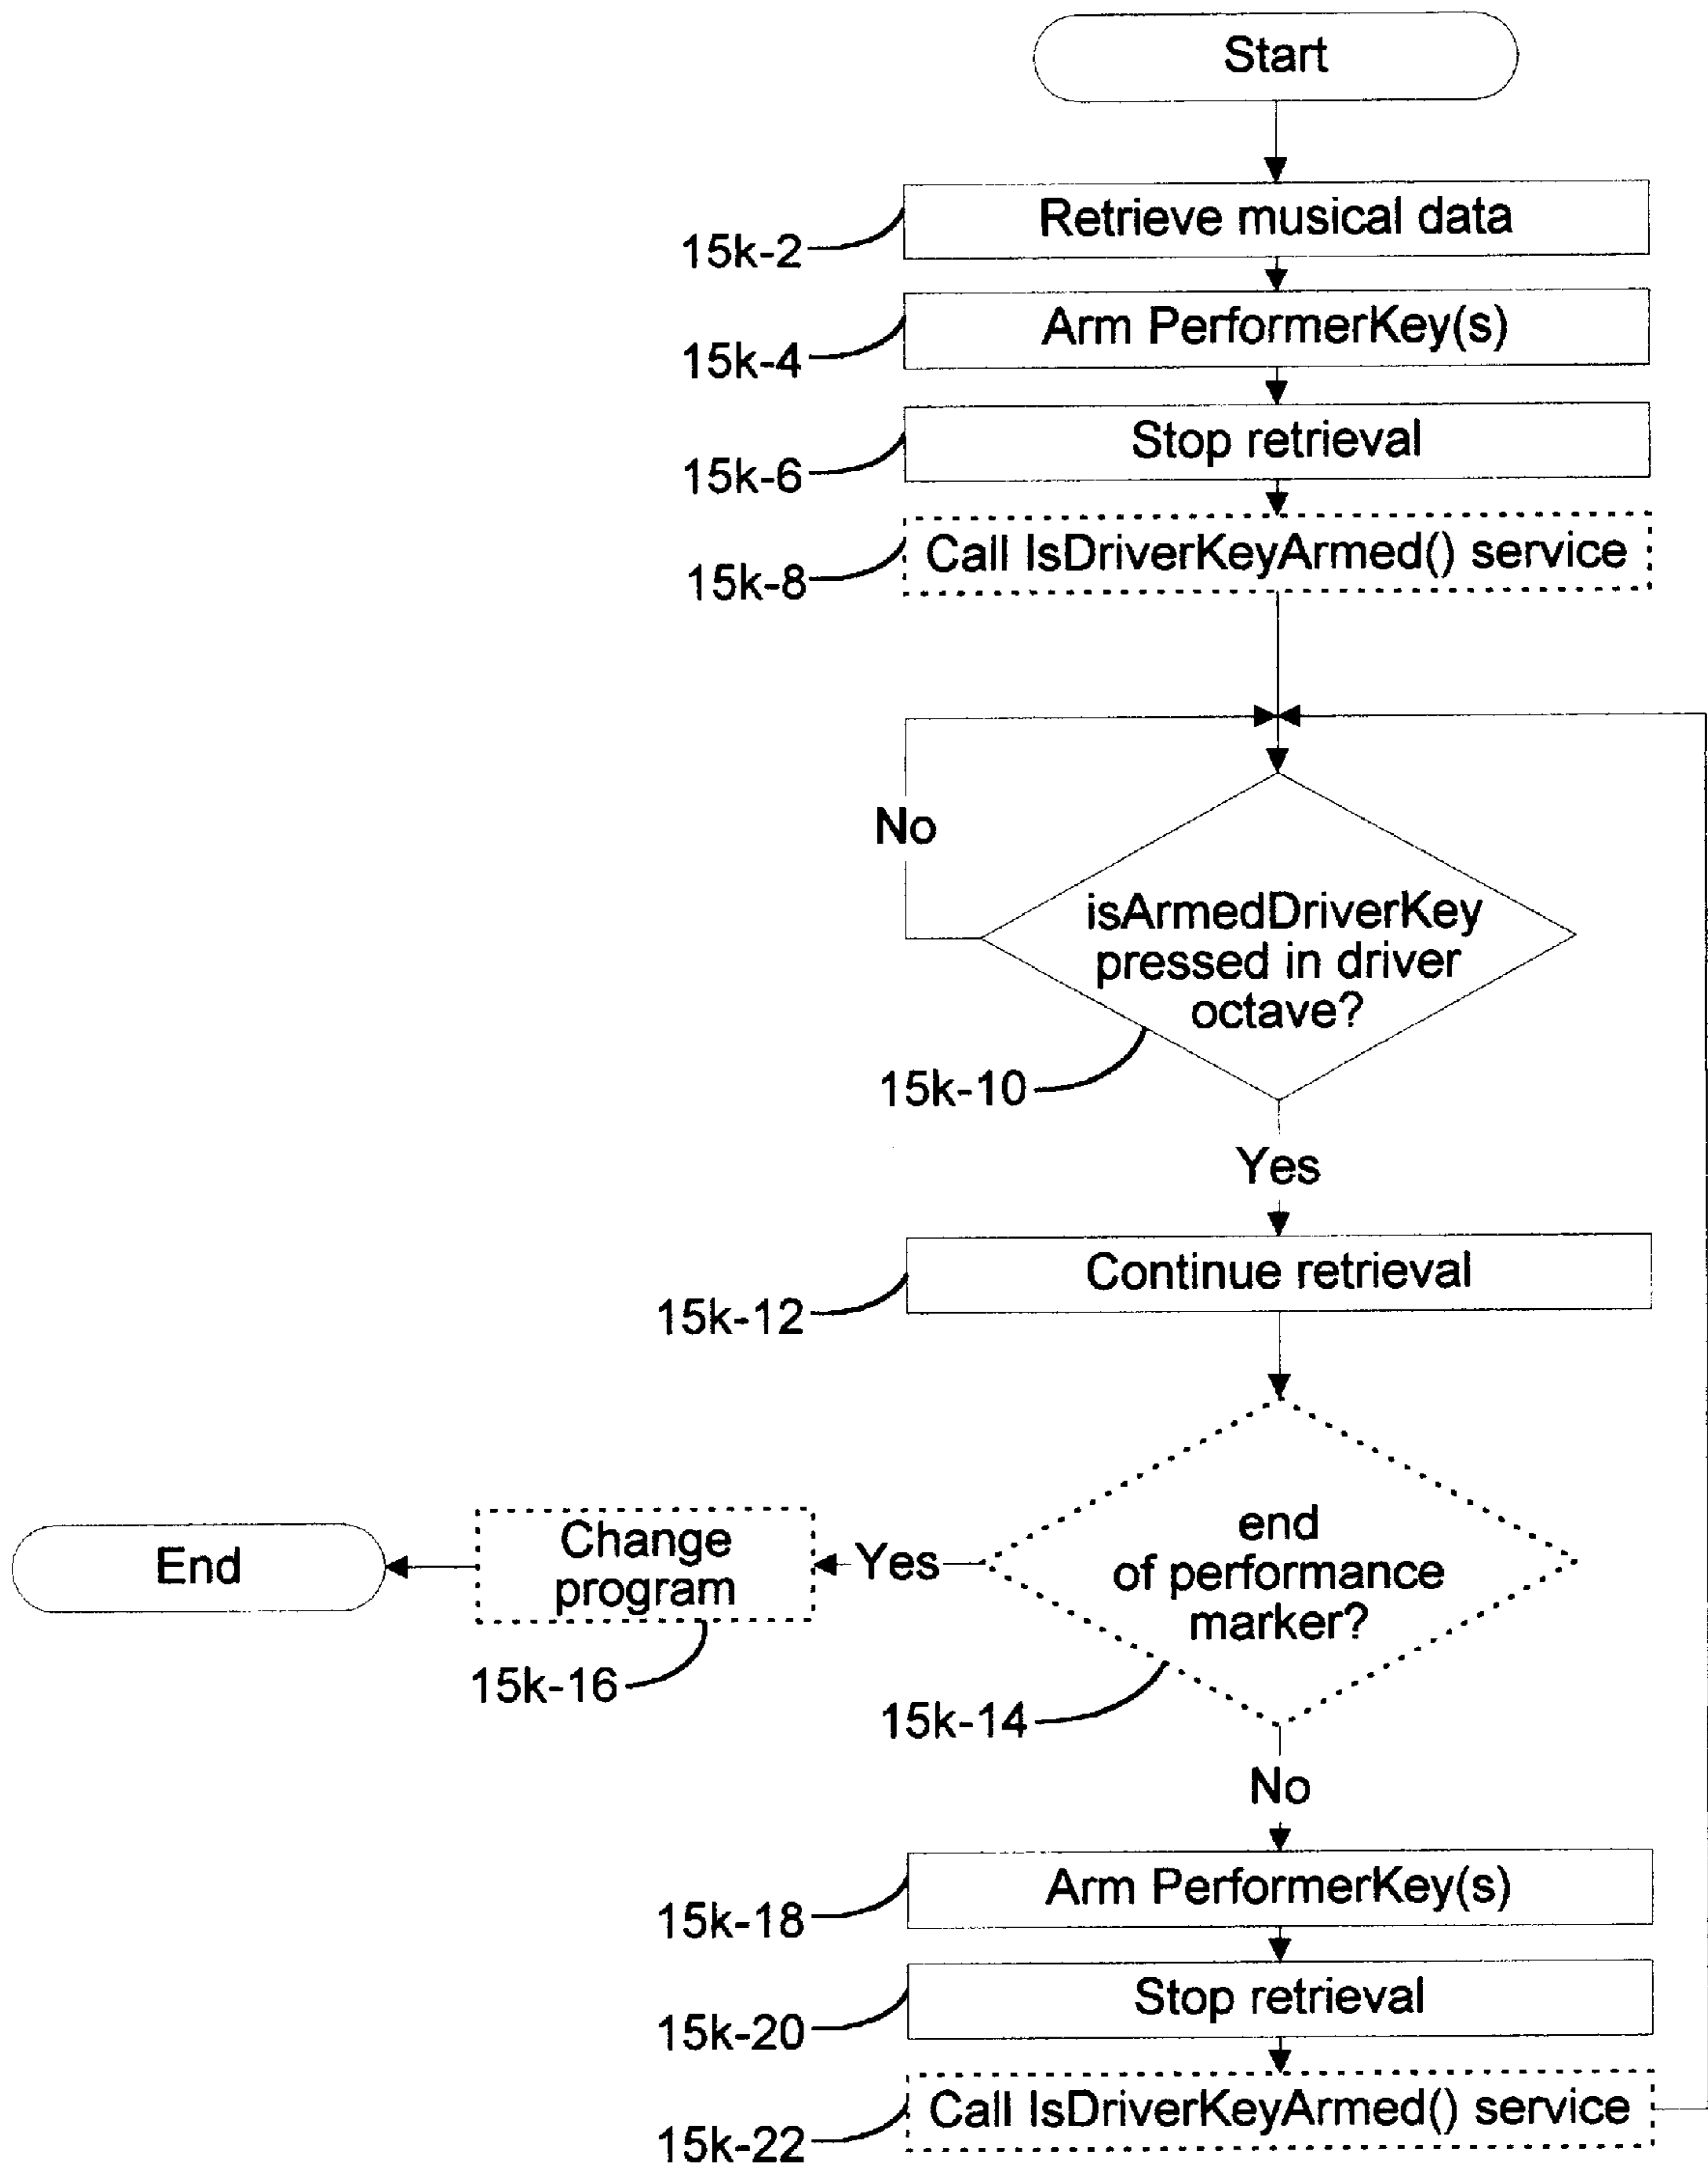 Start
Retrieve musical data
15k-2
Arm PerformerKey(s)
15k-4
Stop retrieval
15k-6
Call IsDriverKeyArmed() service
15k-8
No
isArmedDriverKey
pressed in driver
octave?
15k-10
Yes
Continue retrieval
15k-12
end
of performance
marker?
15k-14
Yes
Change
program
15k-16
End
No
Arm PerformerKey(s)
15k-18
Stop retrieval
15k-20
Call IsDriverKeyArmed() service
15k-22